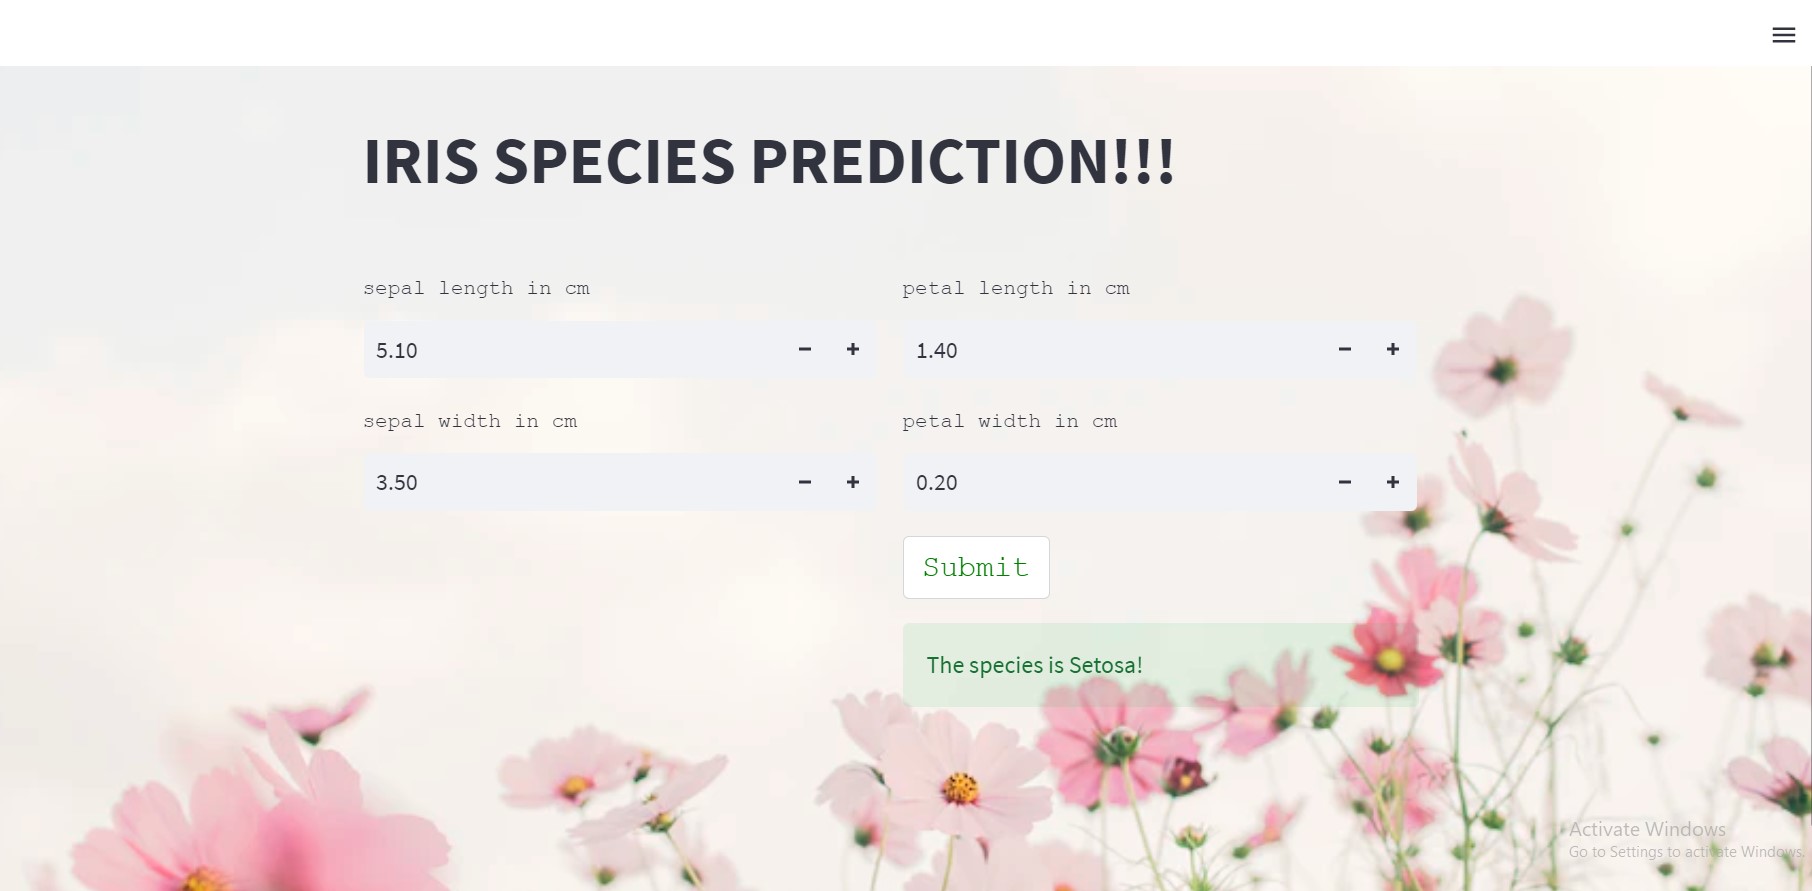 IRIS SPECIES PREDICTION!!!
sepal length in cm
5.10
sepal width in cm
3.50
petal length in cm
1.40
petal width in cm
0.20
Submit
The species is Setosa!
Activate Windows
Go to Settings to activate Windows.